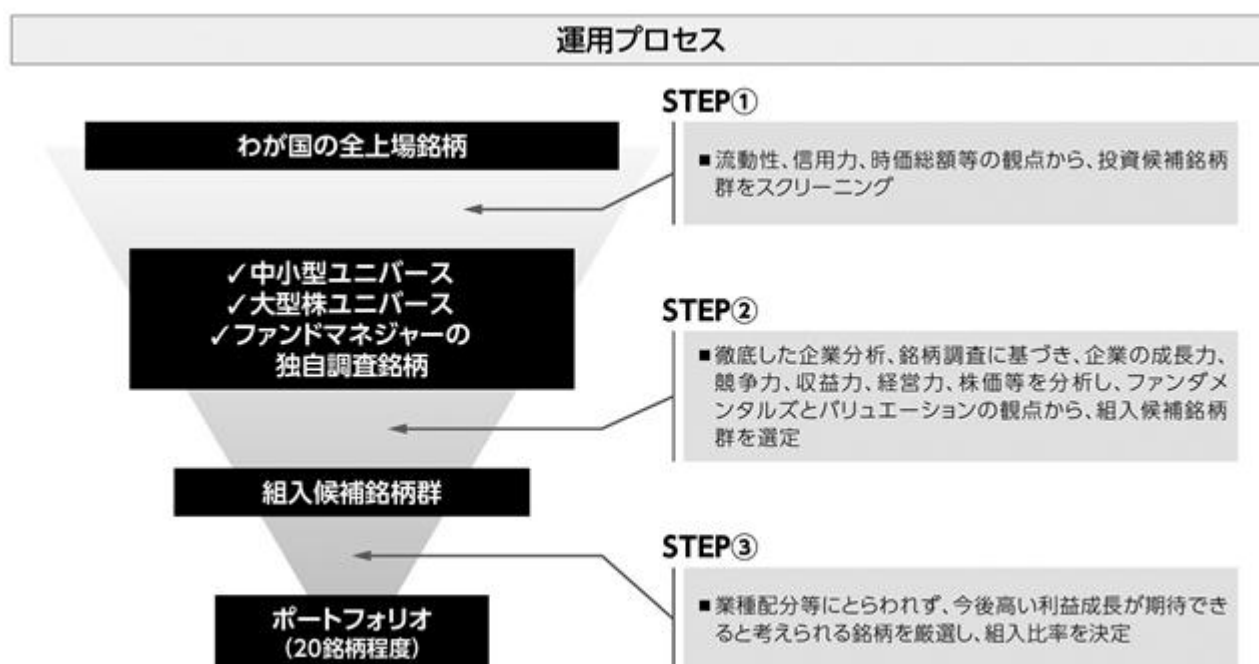 運用プロセス
わが国の全上場銘柄
STEP①
■流動性、信用力、時価総額等の観点から、投資候補銘柄
群をスクリーニング
✓中小型ユニバース
✓大型株ユニバース
✓ファンドマネジャーの
独自調査銘柄
STEP②
■徹底した企業分析、銘柄調査に基づき、企業の成長力、
競争力、収益力、経営力、株価等を分析し、ファンダメ
ンタルズとバリュエーションの観点から、組入候補銘柄
群を選定
組入候補銘柄群
STEP③
■業種配分等にとらわれず、今後高い利益成長が期待でき
ると考えられる銘柄を厳選し、組入比率を決定
ポートフォリオ
(20銘柄程度)